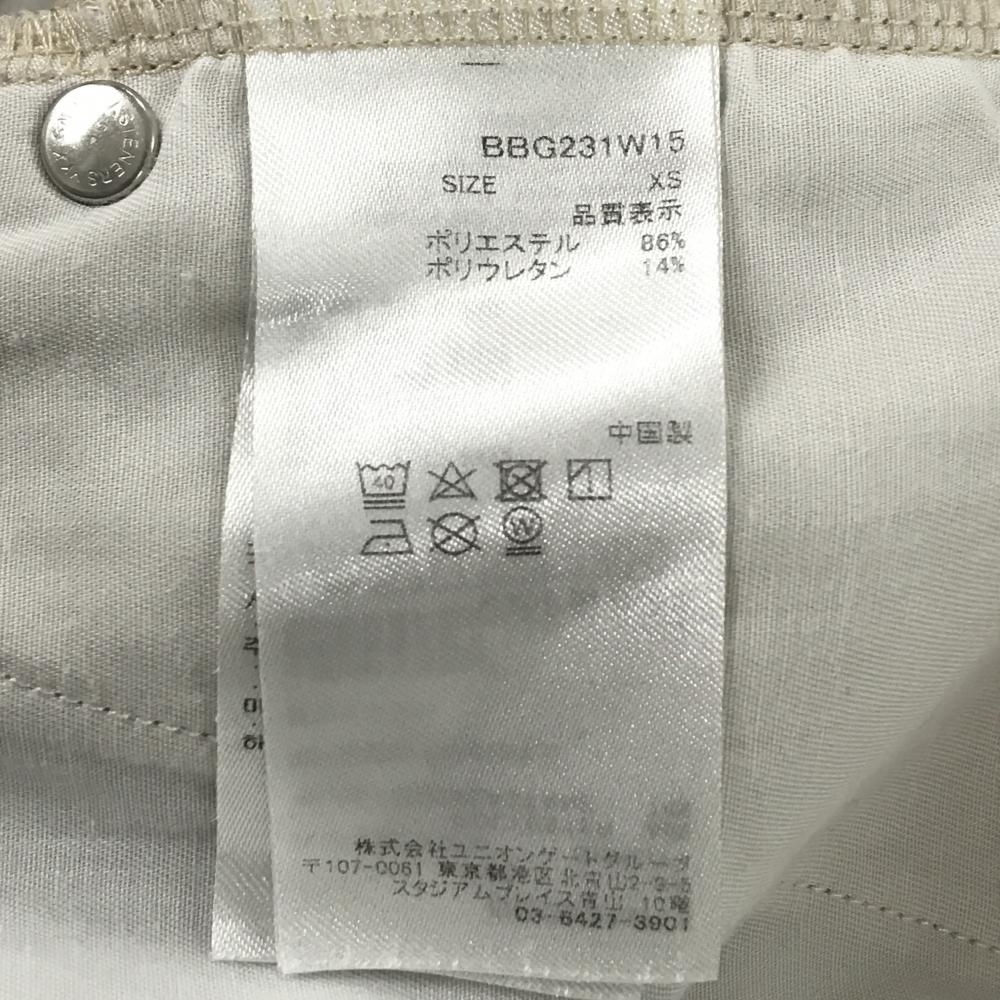 BBG231W15
SIZE XS
品質表示
ポリエステル 86%
ポリウレタン 14%
中国製
40
W
株式会社ユニオンゲートグループ
〒107-0061 東京都港区北青山2-9-5
スタジアムプレイス青山 10階
03-6427-3901